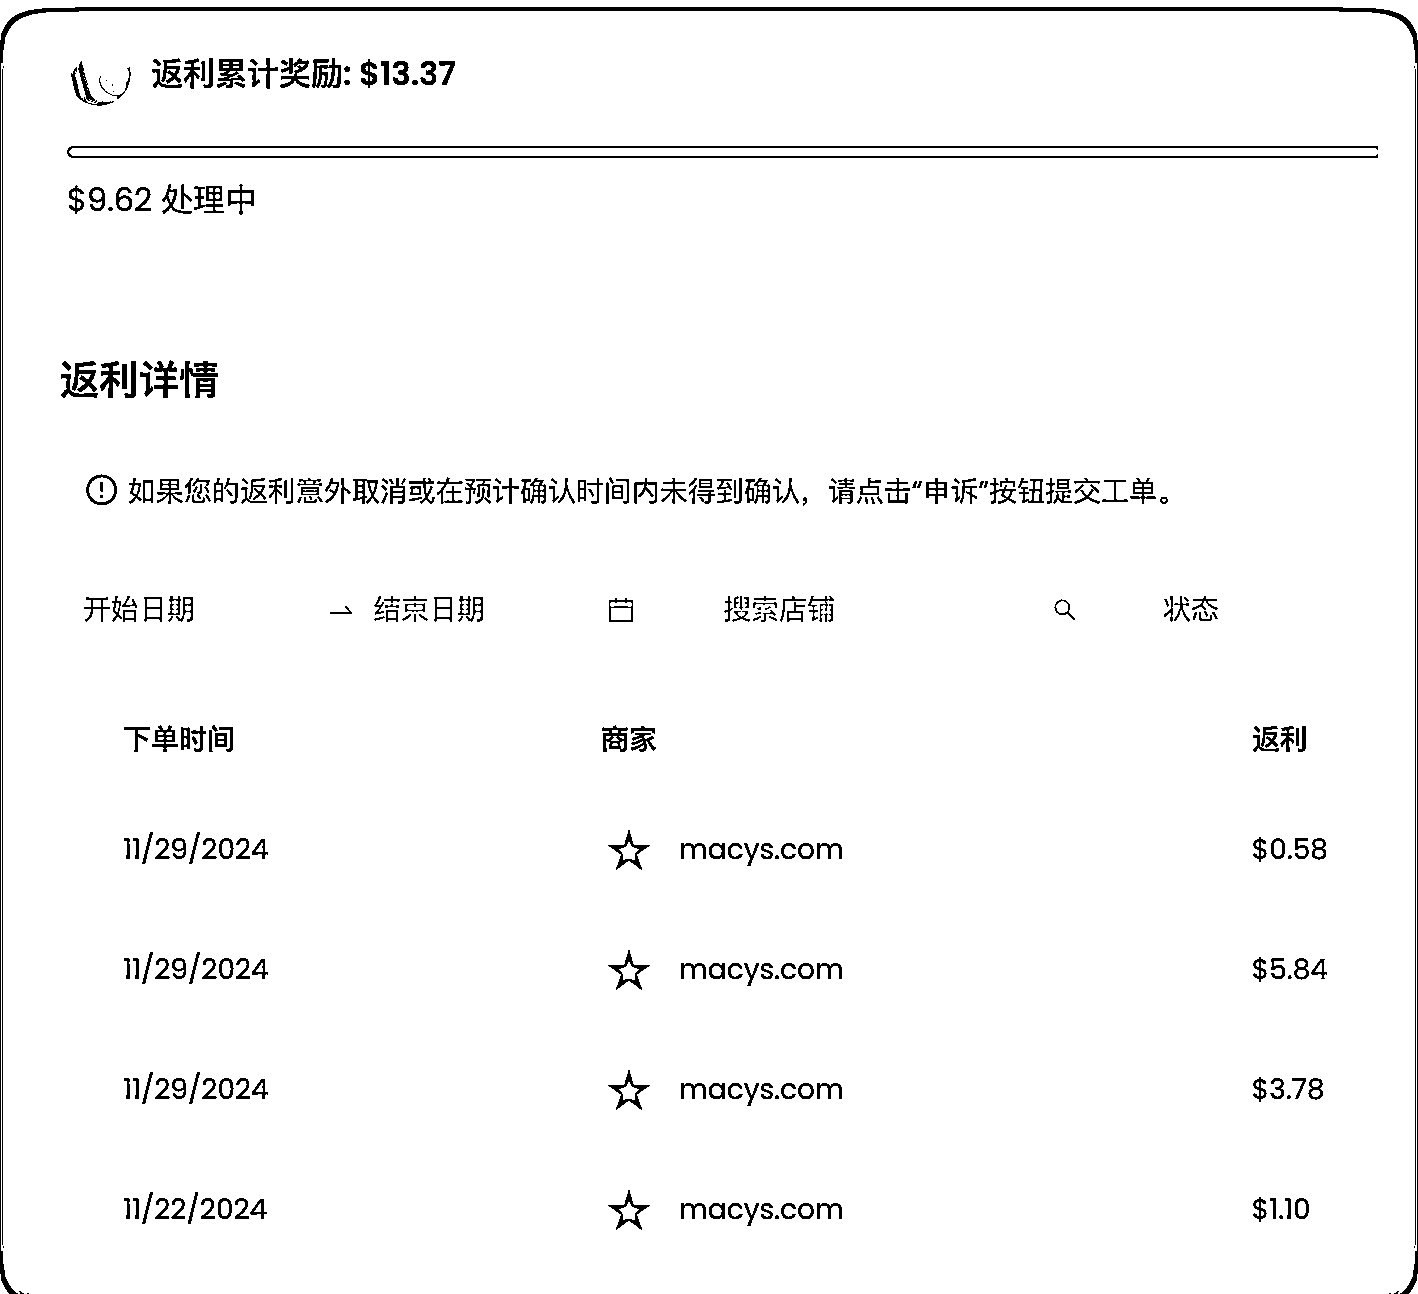 返利累计奖励: $13.37
$9.62 处理中
返利详情
如果您的返利意外取消或在预计确认时间内未得到确认，请点击“申诉”按钮提交工单。
开始日期 → 结束日期 搜索店铺 状态
下单时间 商家 返利
11/29/2024 macys.com $0.58
11/29/2024 macys.com $5.84
11/29/2024 macys.com $3.78
11/22/2024 macys.com $1.10